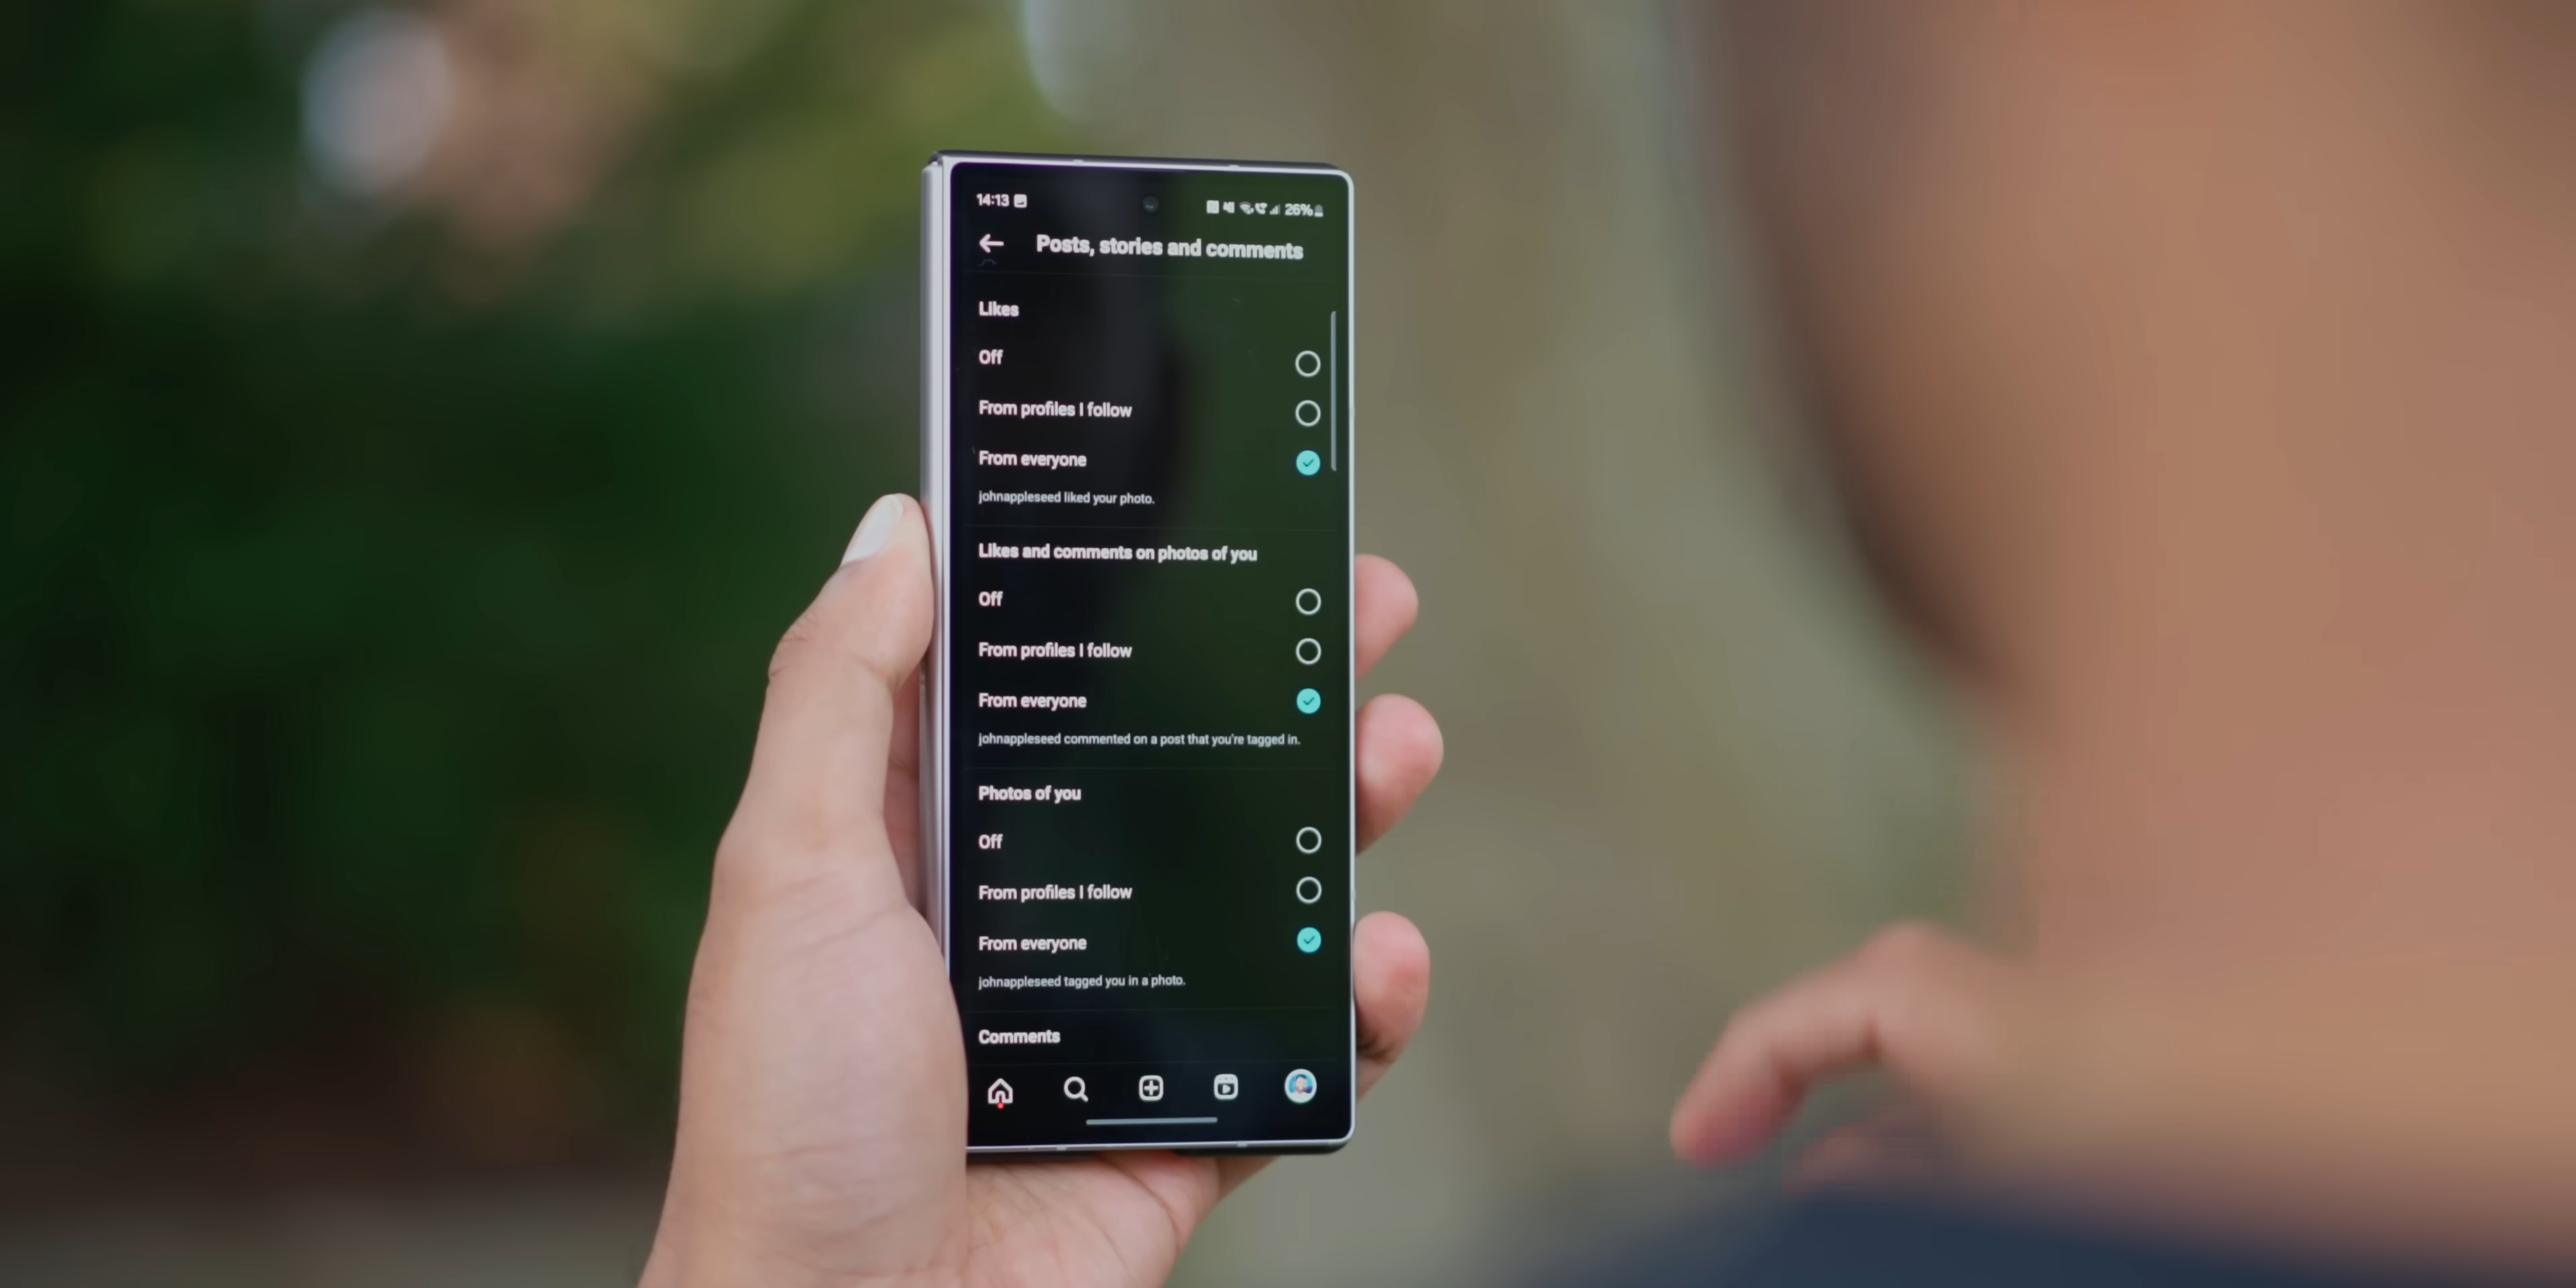 14:13 26%
Posts, stories and comments
Likes
Off
From profiles I follow
From everyone
johnappleseed liked your photo.
Likes and comments on photos of you
Off
From profiles I follow
From everyone
johnappleseed commented on a post that you're tagged in.
Photos of you
Off
From profiles I follow
From everyone
johnappleseed tagged you in a photo.
Comments